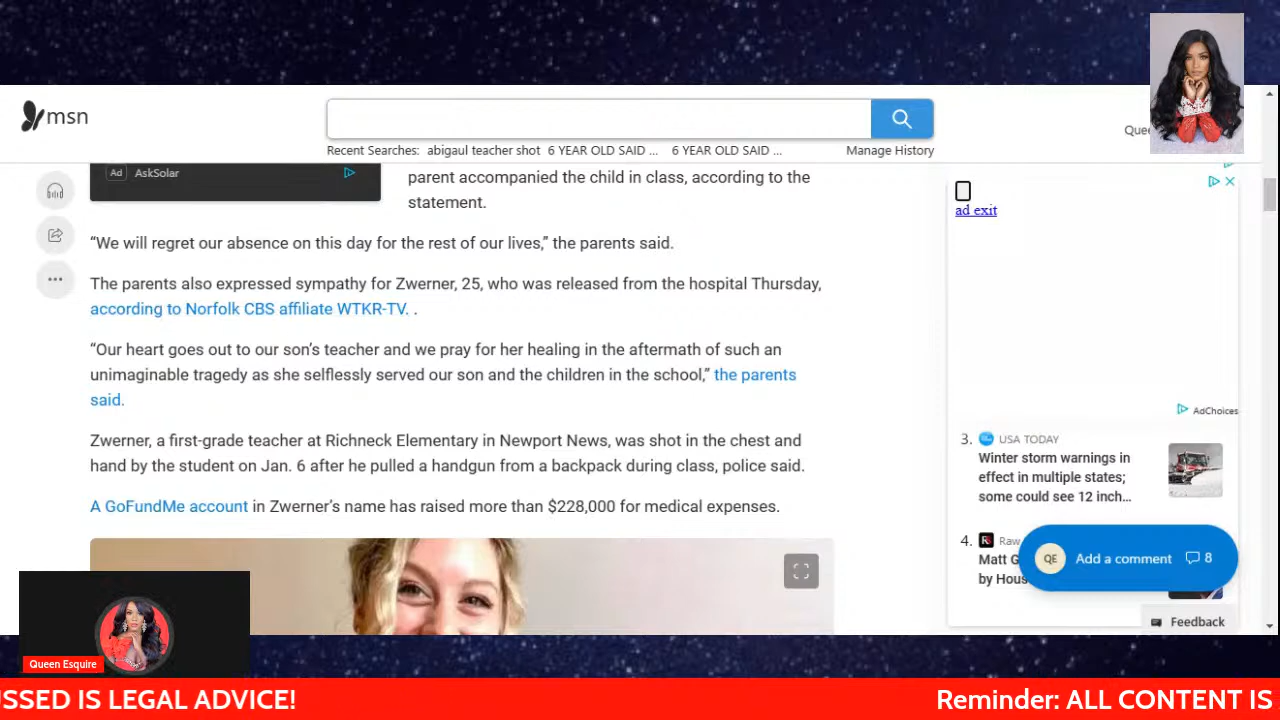 msn
Que
Recent Searches: abigaul teacher shot 6 YEAR OLD SAID ... 6 YEAR OLD SAID ... Manage History
Ad AskSolar
parent accompanied the child in class, according to the
statement.
“We will regret our absence on this day for the rest of our lives,” the parents said.
The parents also expressed sympathy for Zwerner, 25, who was released from the hospital Thursday,
according to Norfolk CBS affiliate WTKR-TV. .
“Our heart goes out to our son’s teacher and we pray for her healing in the aftermath of such an
unimaginable tragedy as she selflessly served our son and the children in the school,” the parents
said.
Zwerner, a first-grade teacher at Richneck Elementary in Newport News, was shot in the chest and
hand by the student on Jan. 6 after he pulled a handgun from a backpack during class, police said.
A GoFundMe account in Zwerner’s name has raised more than $228,000 for medical expenses.
ad exit
AdChoices
3. USA TODAY
Winter storm warnings in
effect in multiple states;
some could see 12 inch...
4. R Raw
Matt G
by Hous
QE Add a comment 8
Feedback
Queen Esquire
USSED IS LEGAL ADVICE! Reminder: ALL CONTENT IS